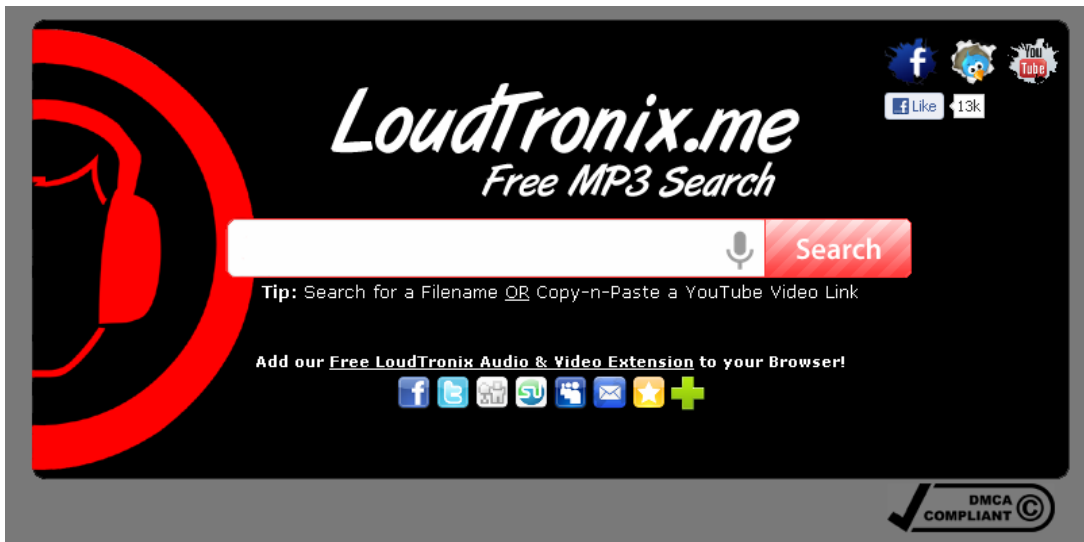 f
You
Tube
f Like
13k
LoudTronix.me
Free MP3 Search
Search
Tip: Search for a Filename OR Copy-n-Paste a YouTube Video Link
Add our Free LoudTronix Audio & Video Extension to your Browser!
DMCA
COMPLIANT ©